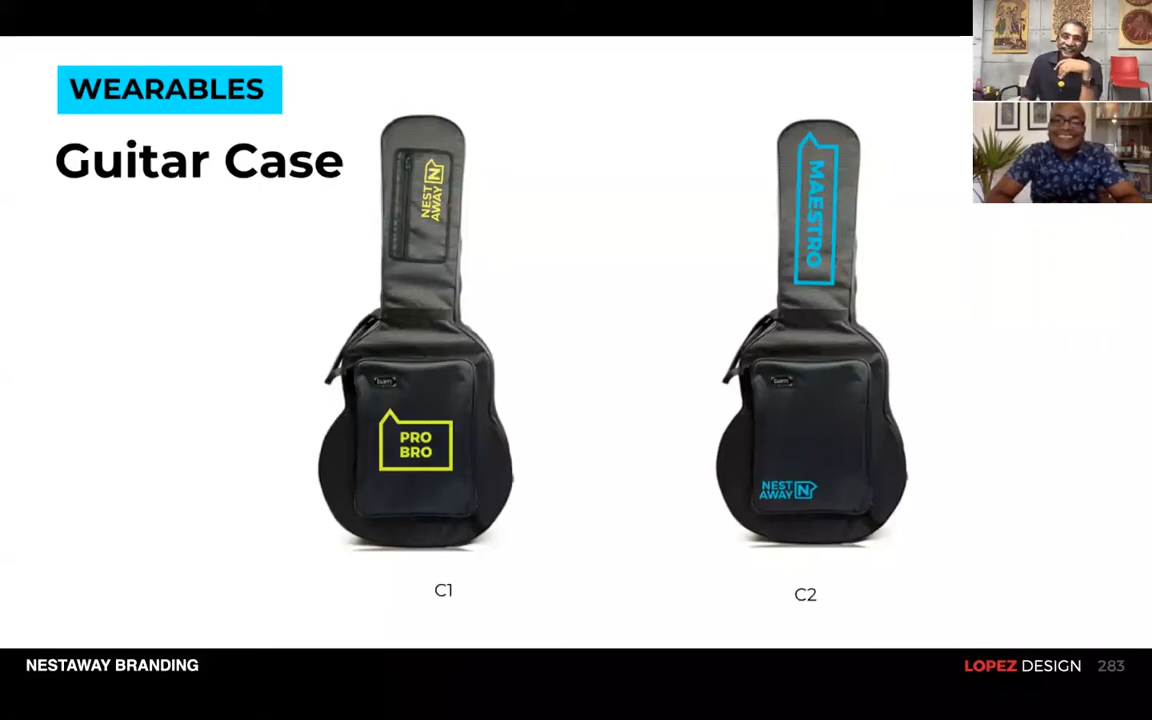 WEARABLES
Guitar Case
NEST
AWAY N
PRO
BRO
C1
MAESTRO
NEST
AWAY N
C2
NESTAWAY BRANDING
LOPEZ DESIGN 283